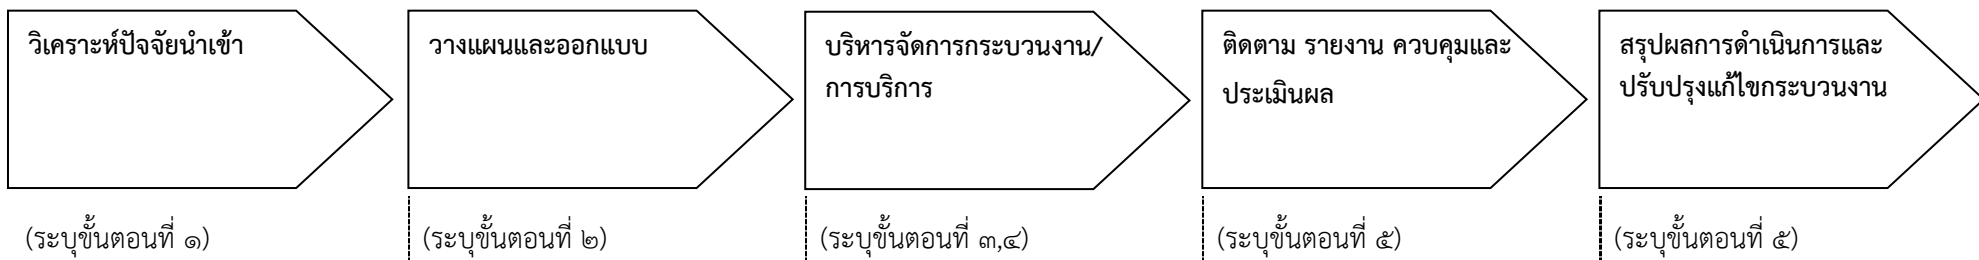 วิเคราะห์ปัจจัยนำเข้า
วางแผนและออกแบบ
บริหารจัดการกระบวนงาน/
การบริการ
ติดตาม รายงาน ควบคุมและ
ประเมินผล
สรุปผลการดำเนินการและ
ปรับปรุงแก้ไขกระบวนงาน
(ระบุขั้นตอนที่ ๑)
(ระบุขั้นตอนที่ ๒)
(ระบุขั้นตอนที่ ๓,๔)
(ระบุขั้นตอนที่ ๕)
(ระบุขั้นตอนที่ ๕)